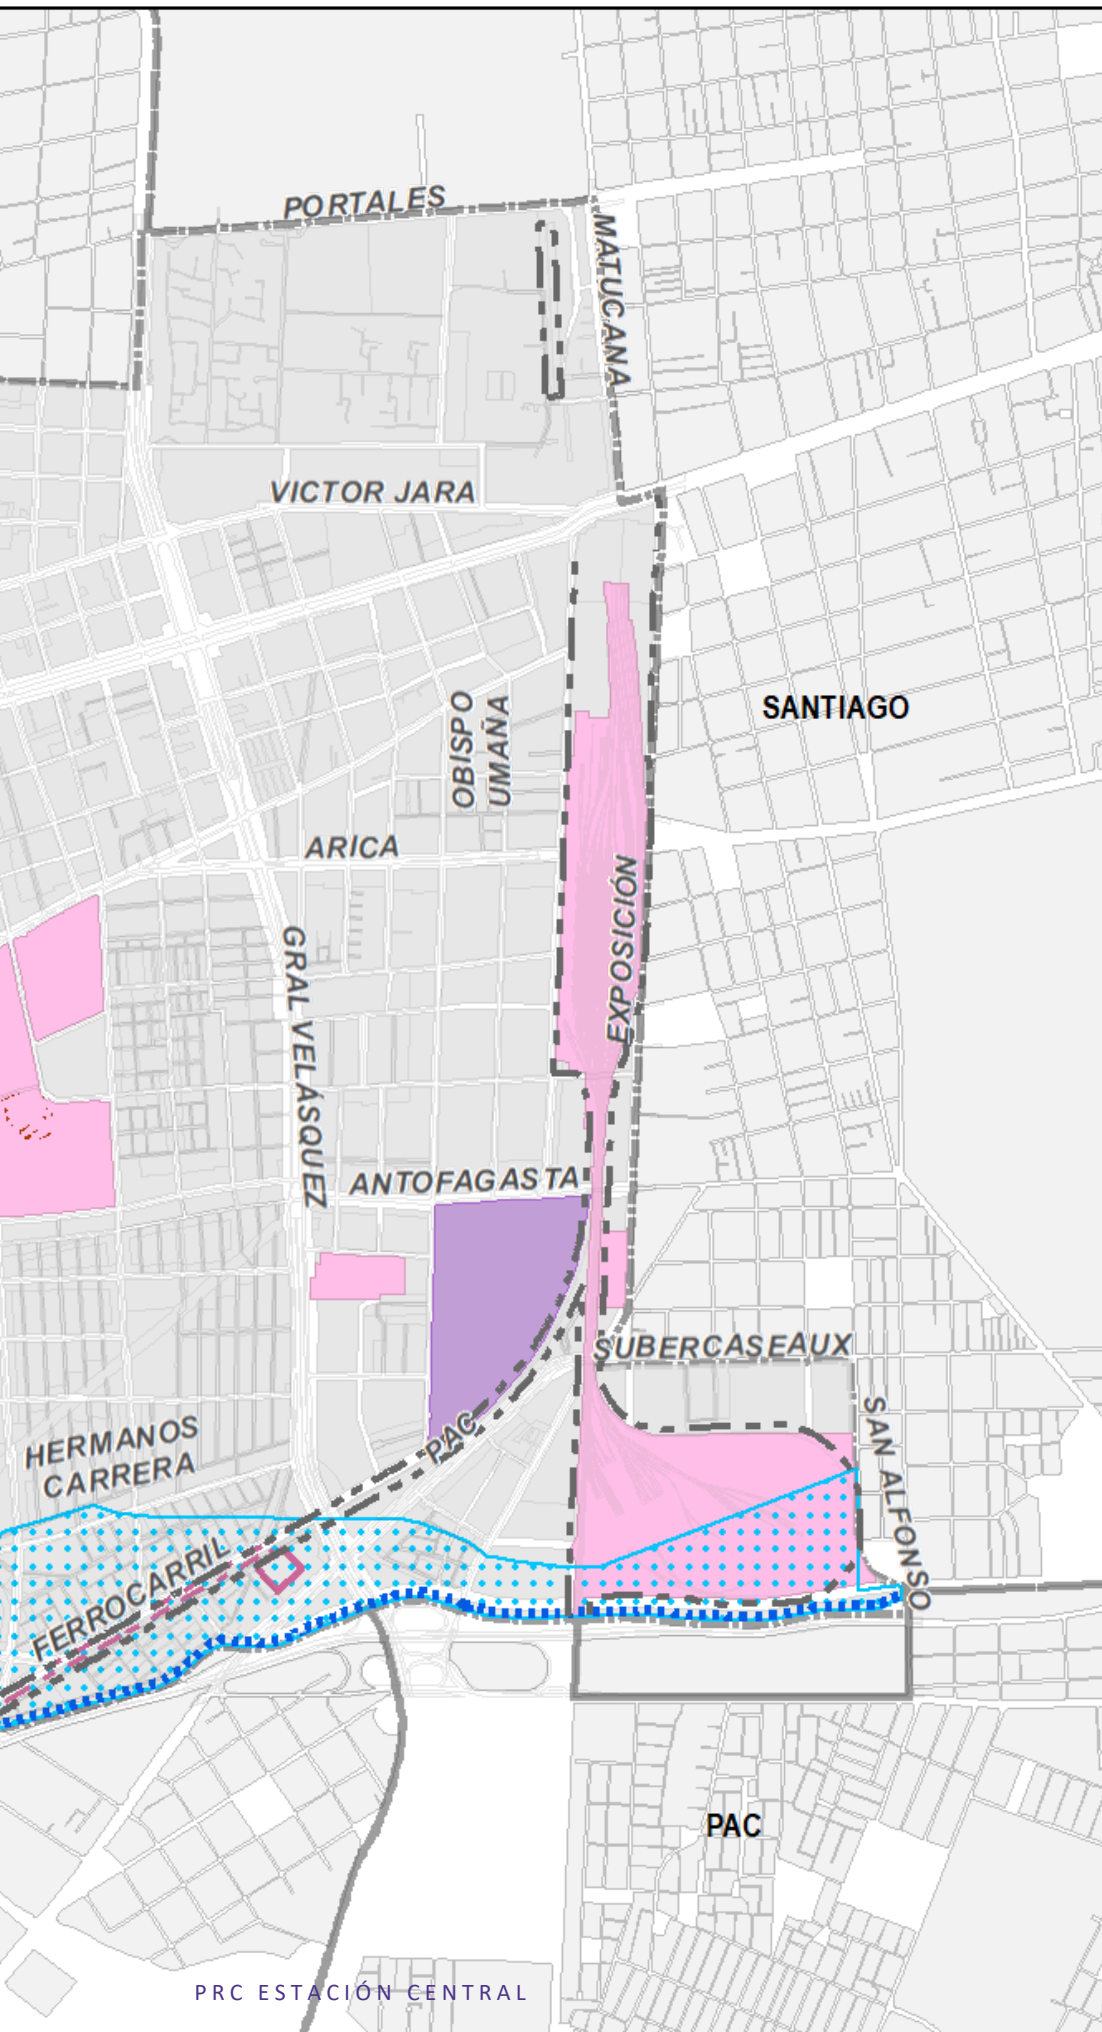 PORTALES
MATUCANA
VICTOR JARA
OBISPO
UMAÑA
SANTIAGO
ARICA
EXPOSICIÓN
GRAL VELÁSQUEZ
ANTOFAGASTA
SUBERCASEAUX
SAN ALFONSO
HERMANOS
CARRERA
PAC
FERROCARRIL
PAC
PRC ESTACIÓN CENTRAL